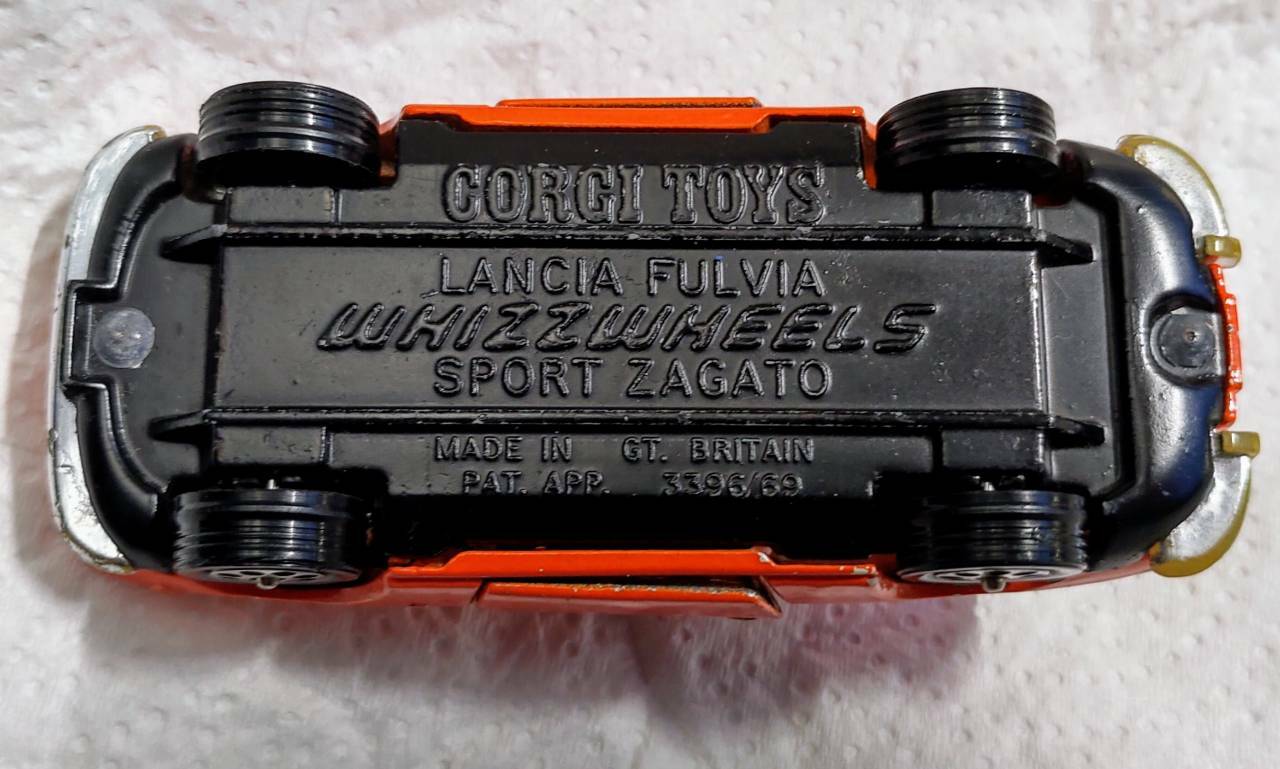 CORGI TOYS
LANCIA FULVIA
WHIZZWHEELS
SPORT ZAGATO
MADE IN GT. BRITAIN
PAT. APP. 3396/69